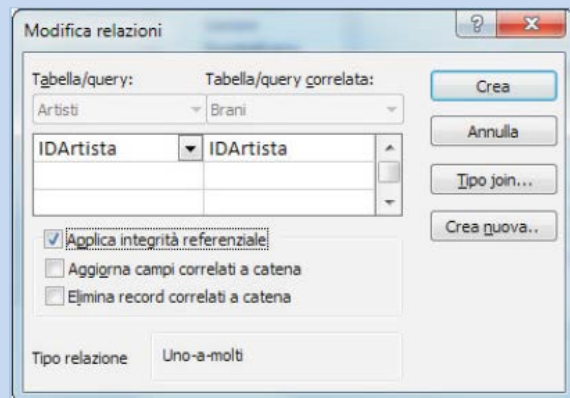 Modifica relazioni
Tabella/query: Tabella/query correlata:
Artisti Brani
IDArtista IDArtista
Applica integrità referenziale
Aggiorna campi correlati a catena
Elimina record correlati a catena
Tipo relazione Uno-a-molti
?
Crea
Annulla
Tipo join...
Crea nuova..